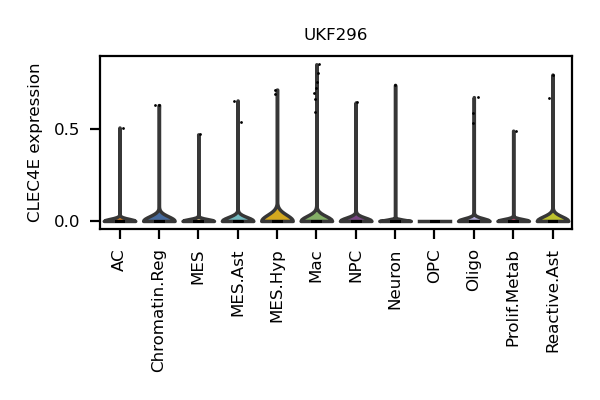 UKF296
CLEC4E expression
0.5
0.0
AC
Chromatin.Reg
MES
MES.Ast
MES.Hyp
Mac
NPC
Neuron
OPC
Oligo
Prolif.Metab
Reactive.Ast